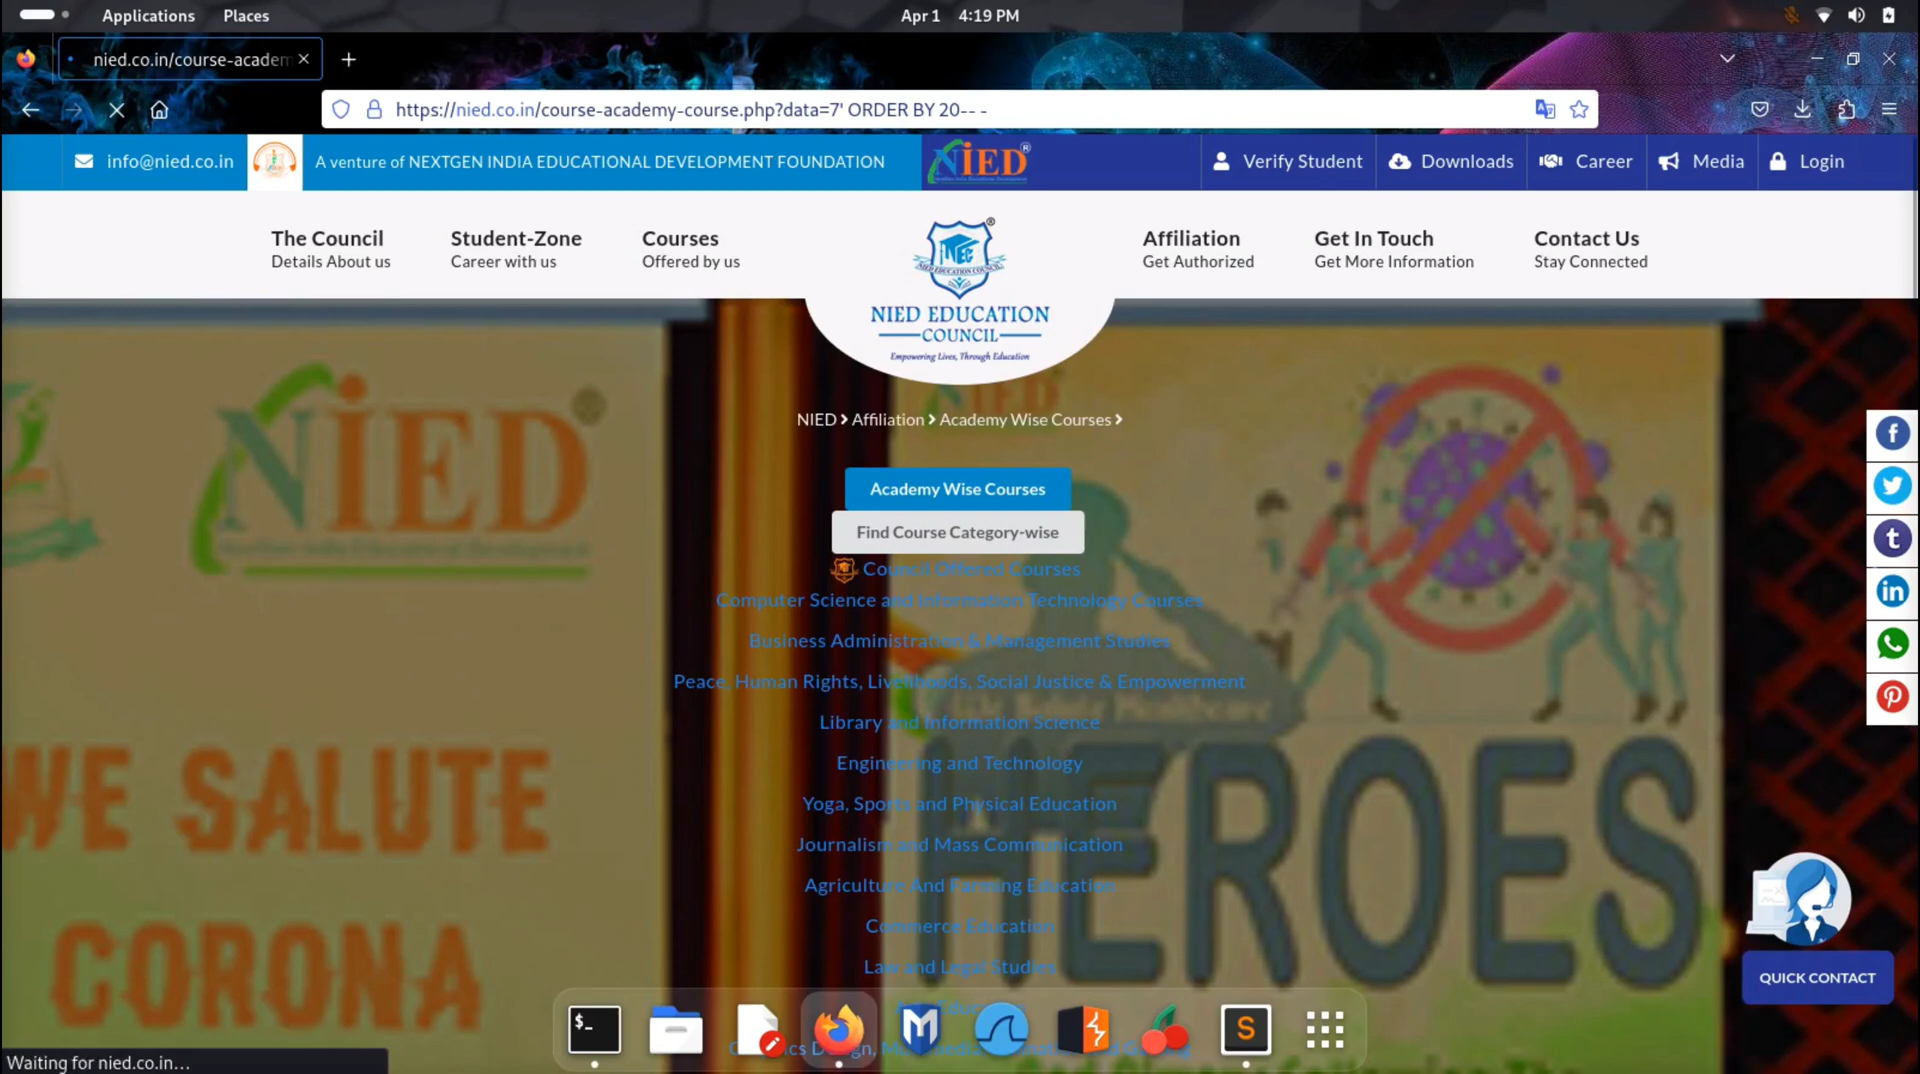 Applications Places Apr 1 4:19 PM
nied.co.in/course-academ
https://nied.co.in/course-academy-course.php?data=7' ORDER BY 20-- -
info@nied.co.in A venture of NEXTGEN INDIA EDUCATIONAL DEVELOPMENT FOUNDATION NiED ® Verify Student Downloads Career Media Login
The Council Student-Zone Courses Affiliation Get In Touch Contact Us
Details About us Career with us Offered by us Get Authorized Get More Information Stay Connected
NEC
NIED EDUCATION COUNCIL
NIED EDUCATION
COUNCIL
Empowering Lives, Through Education
NIED
NiED
NIED > Affiliation > Academy Wise Courses >
Academy Wise Courses
Find Course Category-wise
Council Offered Courses
Computer Science and Information Technology Courses
Business Administration & Management Studies
Peace, Human Rights, Livelihoods, Social Justice & Empowerment
Library and Information Science
Engineering and Technology
Yoga, Sports and Physical Education
Journalism and Mass Communication
Agriculture And Farming Education
Commerce Education
Law and Legal Studies
WE SALUTE
CORONA
HEROES
QUICK CONTACT
Waiting for nied.co.in...